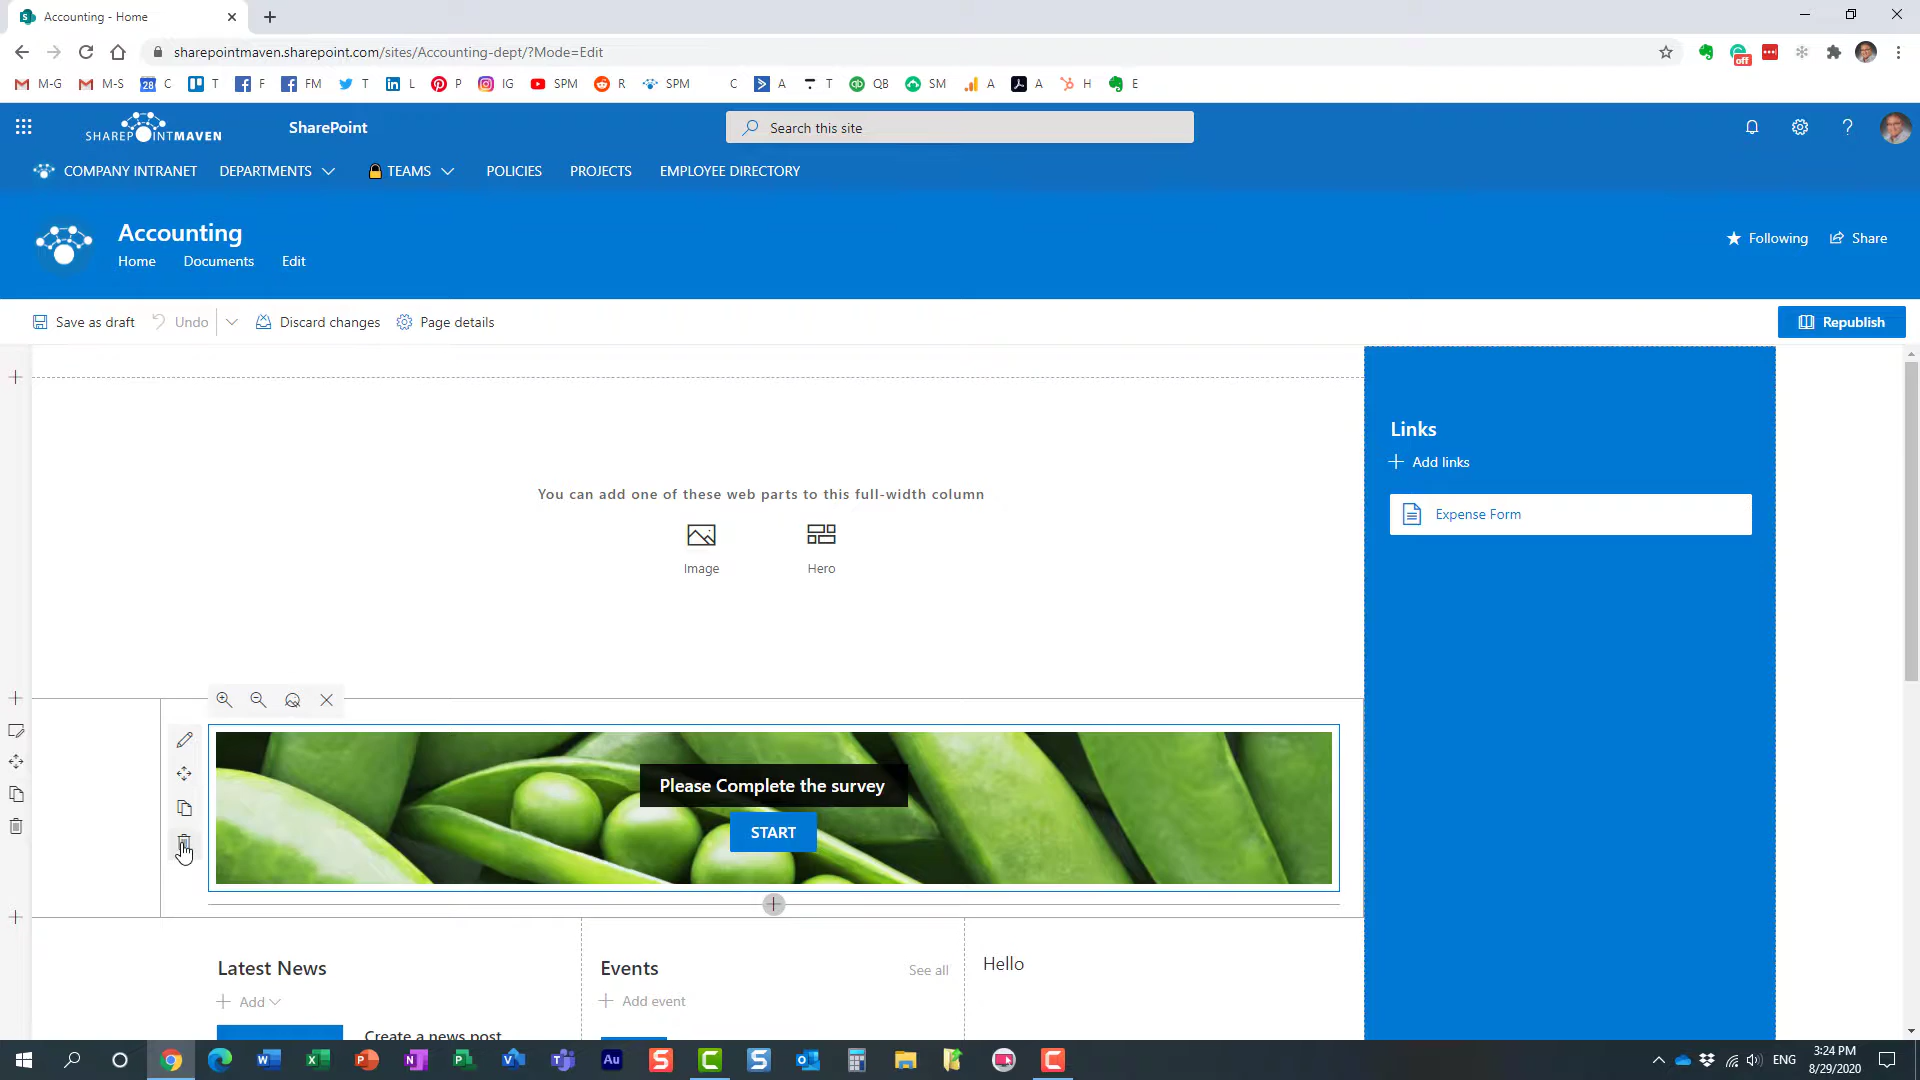 Accounting - Home
sharepointmaven.sharepoint.com/sites/Accounting-dept/?Mode=Edit
off
M-G M-S 28 C T F FM T L P IG SPM R SPM C A T QB SM A A H E
SHAREPOINTMAVEN SharePoint Search this site
COMPANY INTRANET DEPARTMENTS TEAMS POLICIES PROJECTS EMPLOYEE DIRECTORY
Accounting
Home Documents Edit
Following Share
Save as draft Undo Discard changes Page details Republish
Links
Add links
Expense Form
You can add one of these web parts to this full-width column
Image Hero
Please Complete the survey
START
Latest News Events See all Hello
Add Add event
Create a news post
ENG 3:24 PM
8/29/2020